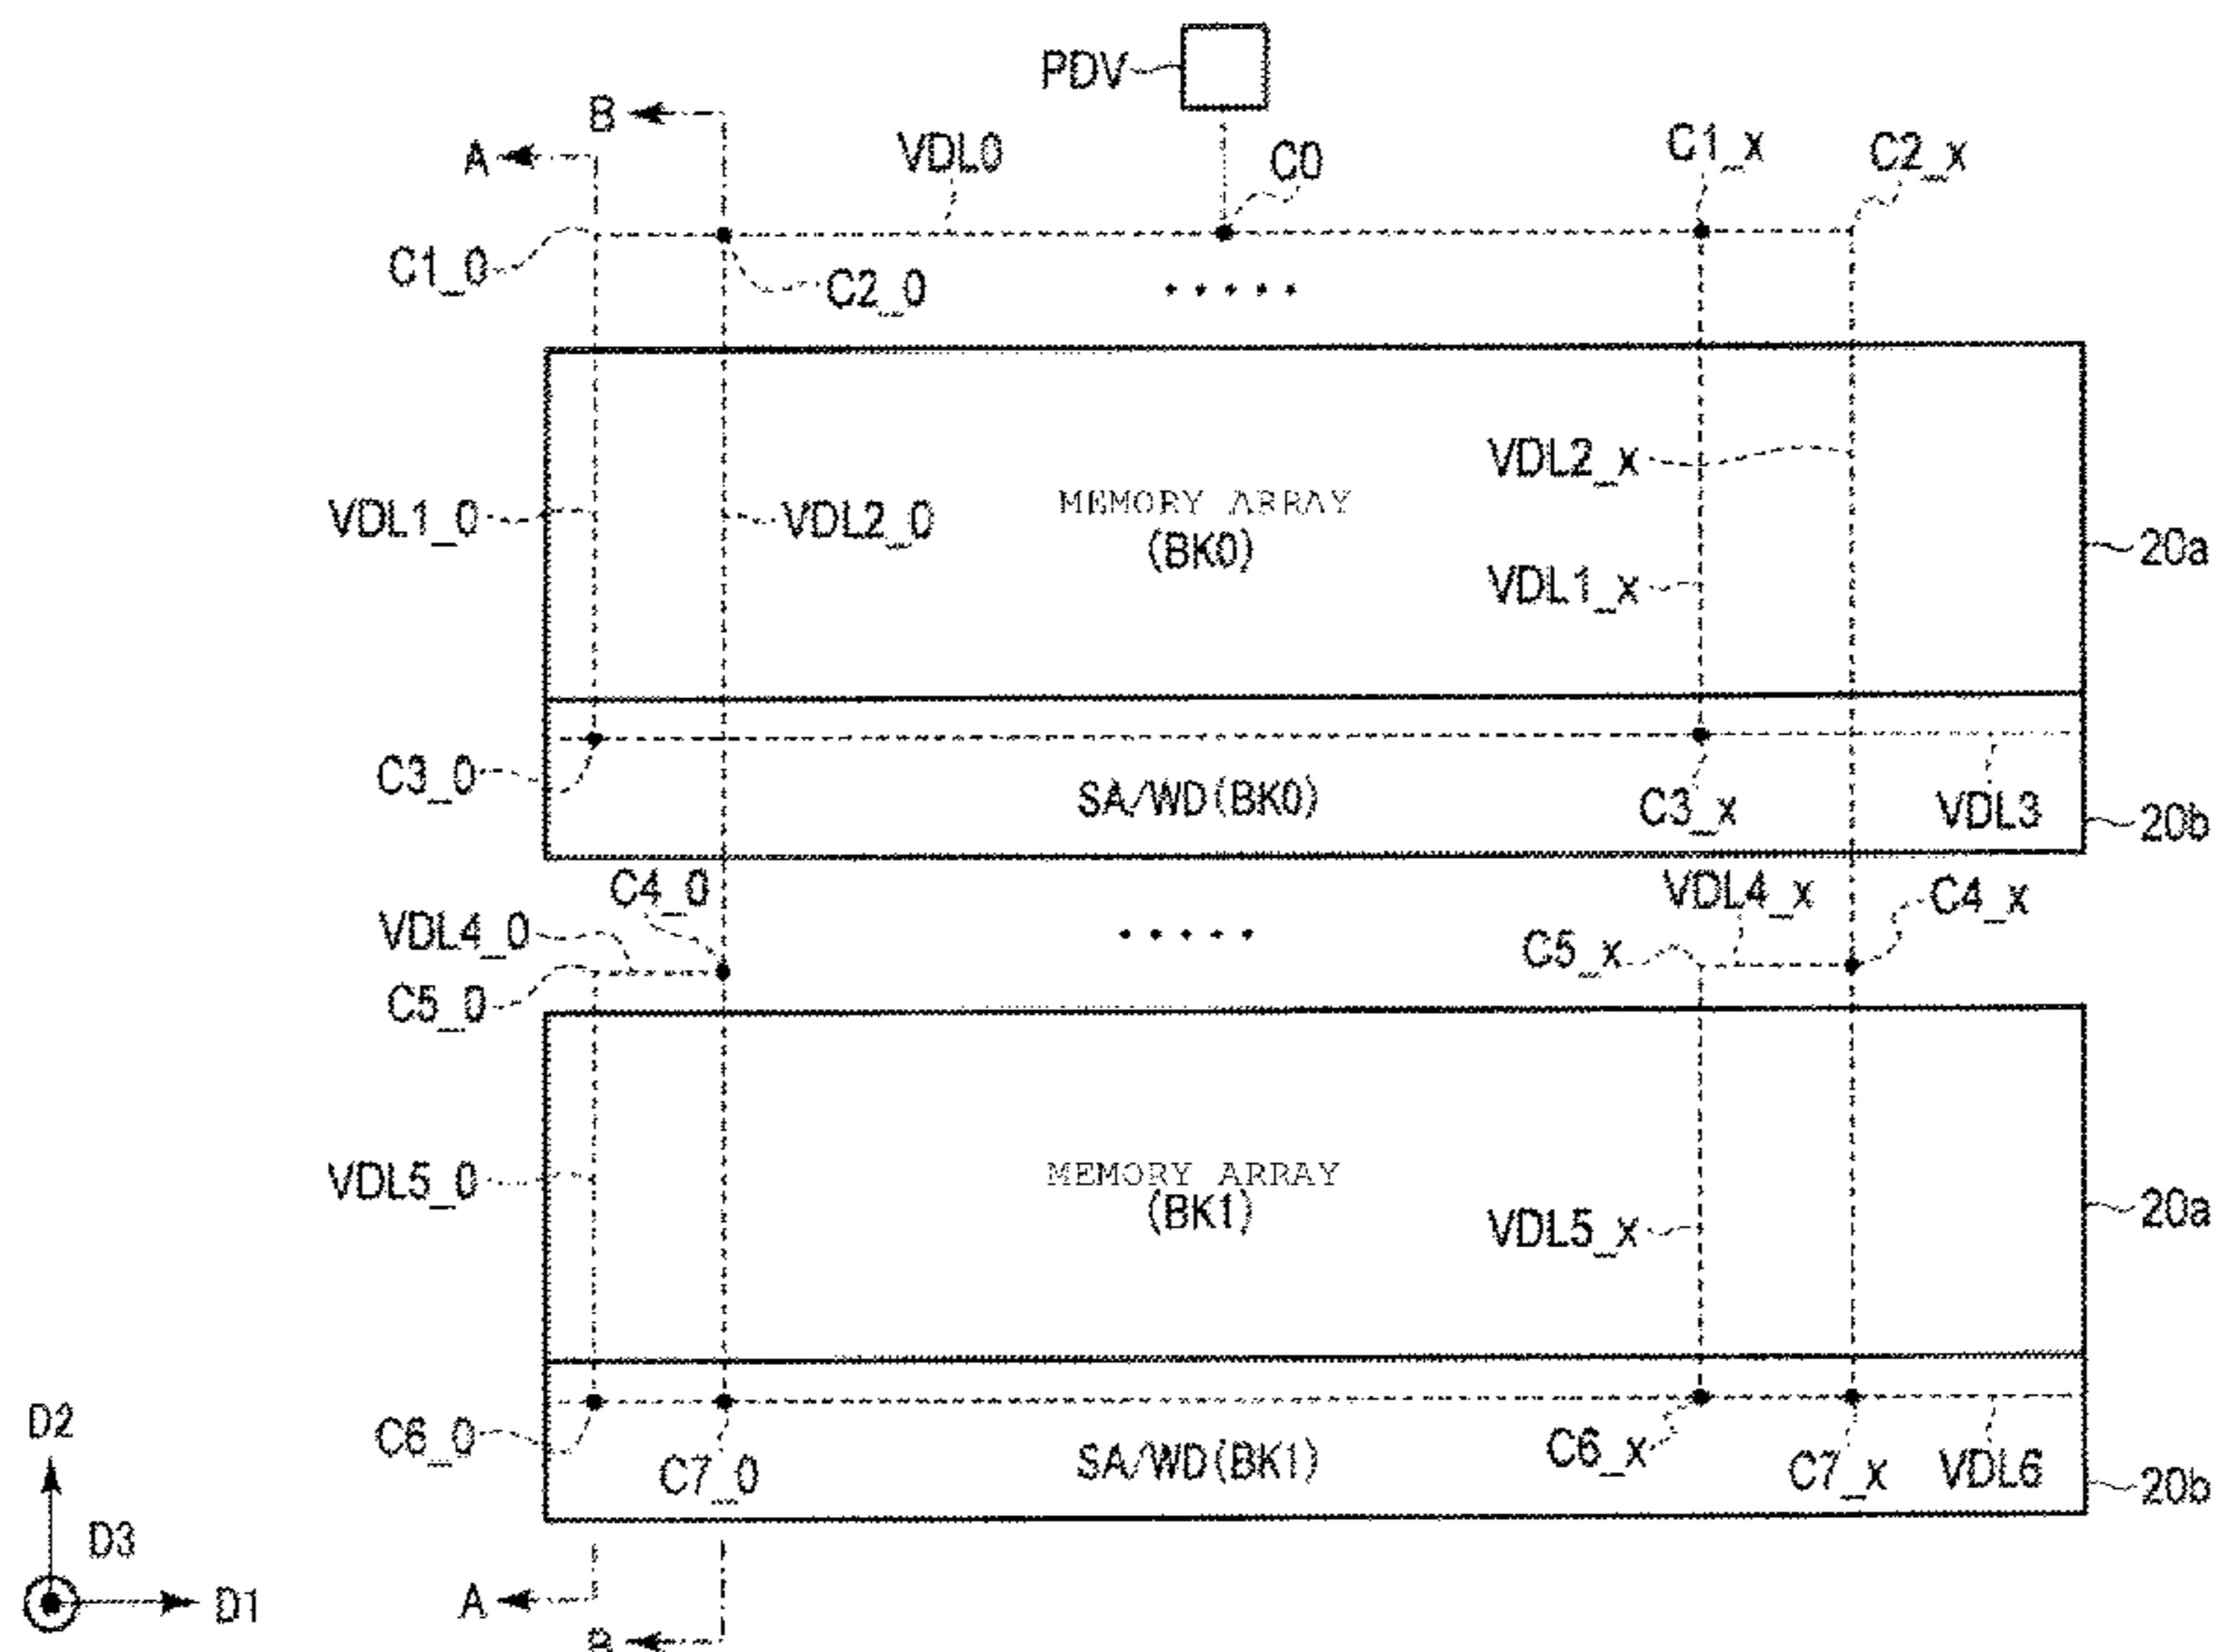 PDV
B
A
VDL0
C0
C1_x
C2_x
C1_0
C2_0
VDL2_x
VDL1_0
VDL2_0
MEMORY ARRAY
(BK0)
VDL1_x
20a
C3_0
SA/WD(BK0)
C3_x
VDL3
20b
C4_0
VDL4_x
C4_x
VDL4_0
C5_x
C5_0
VDL5_0
MEMORY ARRAY
(BK1)
VDL5_x
20a
C6_0
C7_0
SA/WD(BK1)
C6_x
C7_x
VDL6
20b
D2
D3
D1
A
B